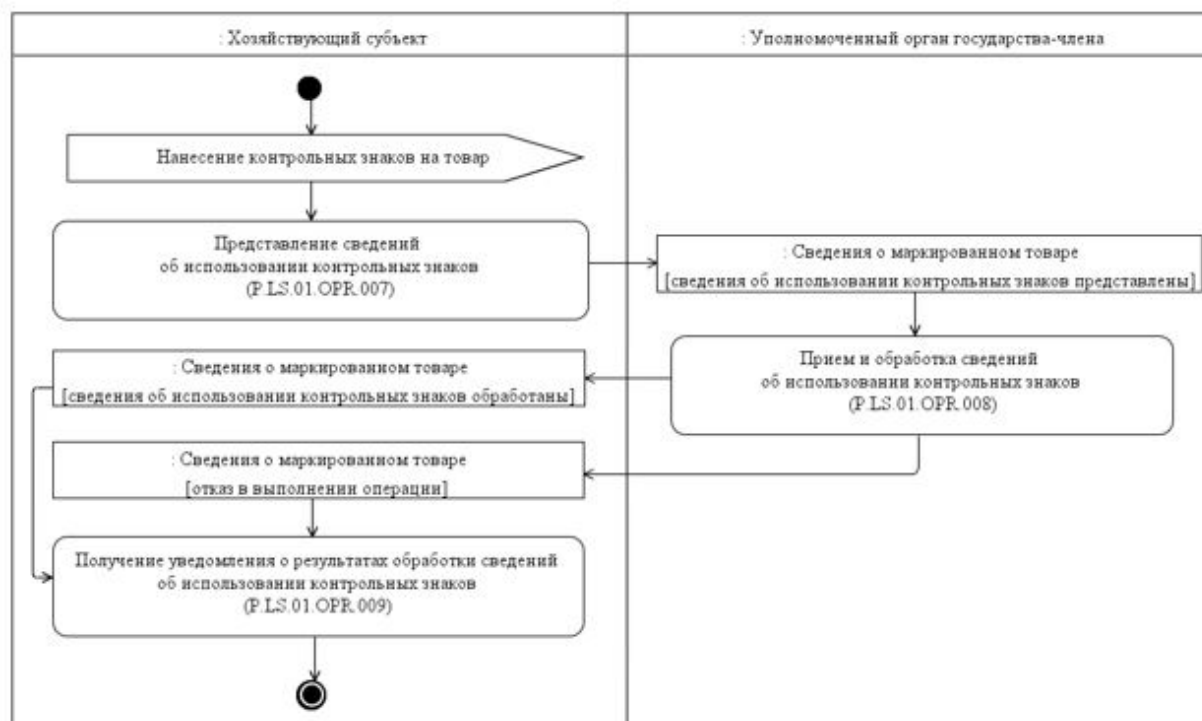 : Хозяйствующий субъект
: Уполномоченный орган государства-члена
Нанесение контрольных знаков на товар
Представление сведений
об использовании контрольных знаков
(P.LS.01.OPR.007)
: Сведения о маркированном товаре
[сведения об использовании контрольных знаков представлены]
Прием и обработка сведений
об использовании контрольных знаков
(P.LS.01.OPR.008)
: Сведения о маркированном товаре
[сведения об использовании контрольных знаков обработаны]
: Сведения о маркированном товаре
[отказ в выполнении операции]
Получение уведомления о результатах обработки сведений
об использовании контрольных знаков
(P.LS.01.OPR.009)